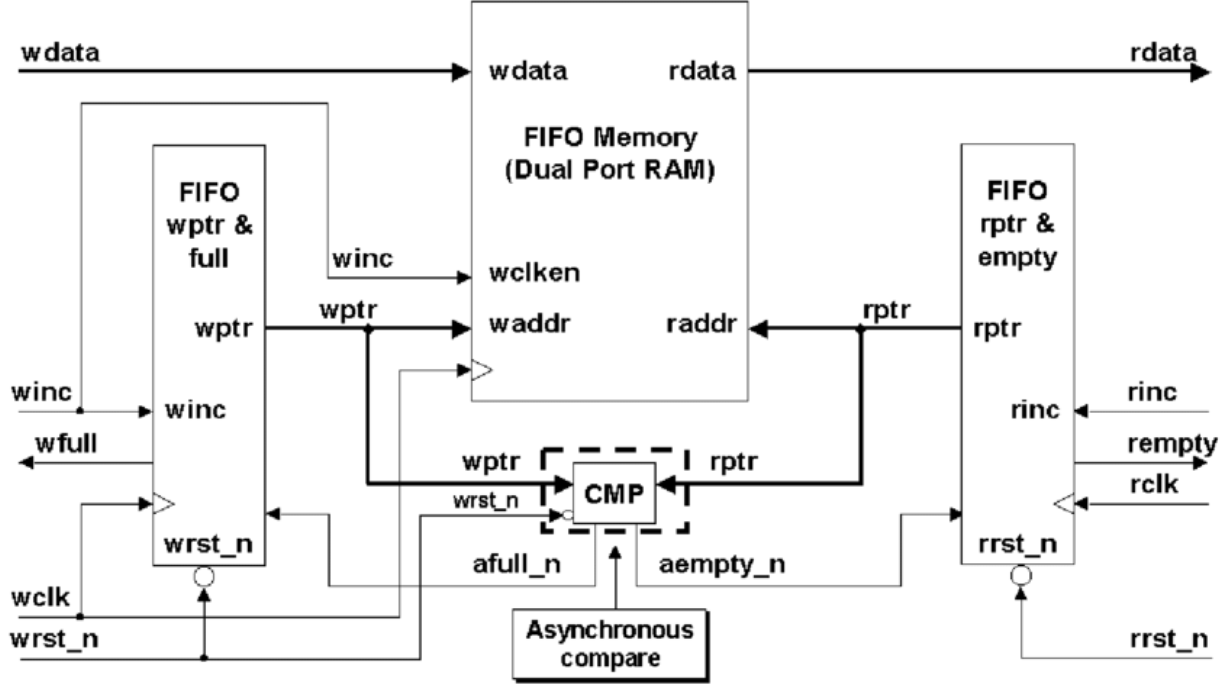 wdata
rdata
wdata
rdata
FIFO Memory
(Dual Port RAM)
FIFO
wptr &
full
FIFO
rptr &
empty
winc
wclken
wptr
wptr
waddr
raddr
rptr
rptr
winc
winc
rinc
rinc
wfull
rempty
wptr
rptr
CMP
rclk
wrst_n
wrst_n
rrst_n
afull_n
aempty_n
wclk
Asynchronous
compare
wrst_n
rrst_n